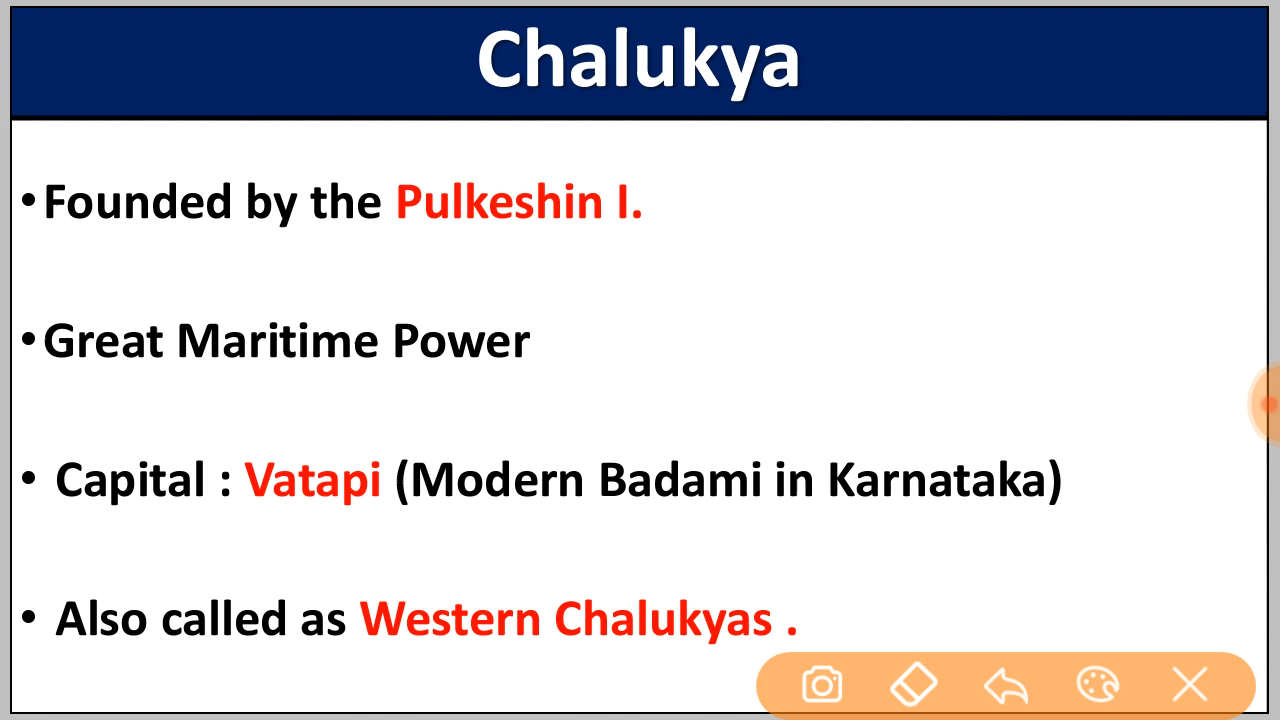 Chalukya
• Founded by the Pulkeshin I.
• Great Maritime Power
• Capital : Vatapi (Modern Badami in Karnataka)
• Also called as Western Chalukyas .